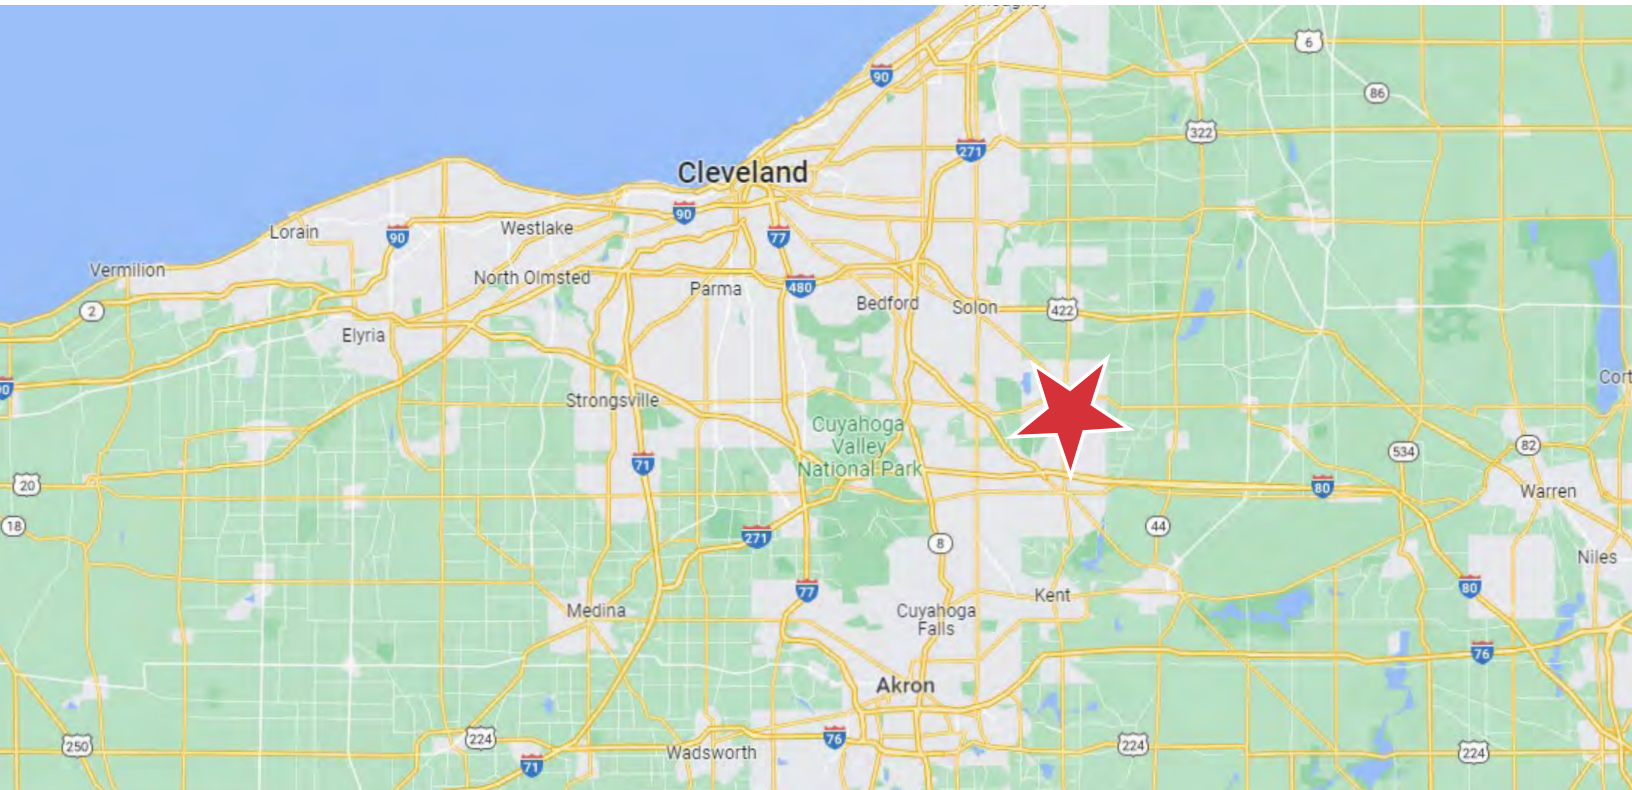 6
90
86
322
271
Cleveland
90
Westlake
Lorain
90
77
Vermilion
North Olmsted
480
Parma
Bedford
Solon
2
422
Elyria
Cort
Strongsville
Cuyahoga
Valley
National Park
534
82
71
20
80
Warren
18
44
271
8
Niles
77
80
Kent
Medina
Cuyahoga
Falls
76
Akron
224
76
250
Wadsworth
224
224
71